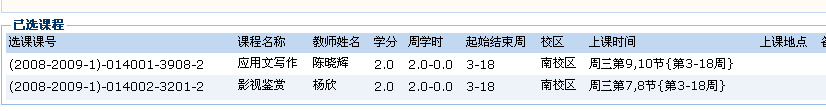 已选课程
选课课号 课程名称 教师姓名 学分 周学时 起始结束周 校区 上课时间 上课地点
(2008-2009-1)-014001-3908-2 应用文写作 陈晓辉 2.0 2.0-0.0 3-18 南校区 周三第9,10节{第3-18周}
(2008-2009-1)-014002-3201-2 影视鉴赏 杨欣 2.0 2.0-0.0 3-18 南校区 周三第7,8节{第3-18周}